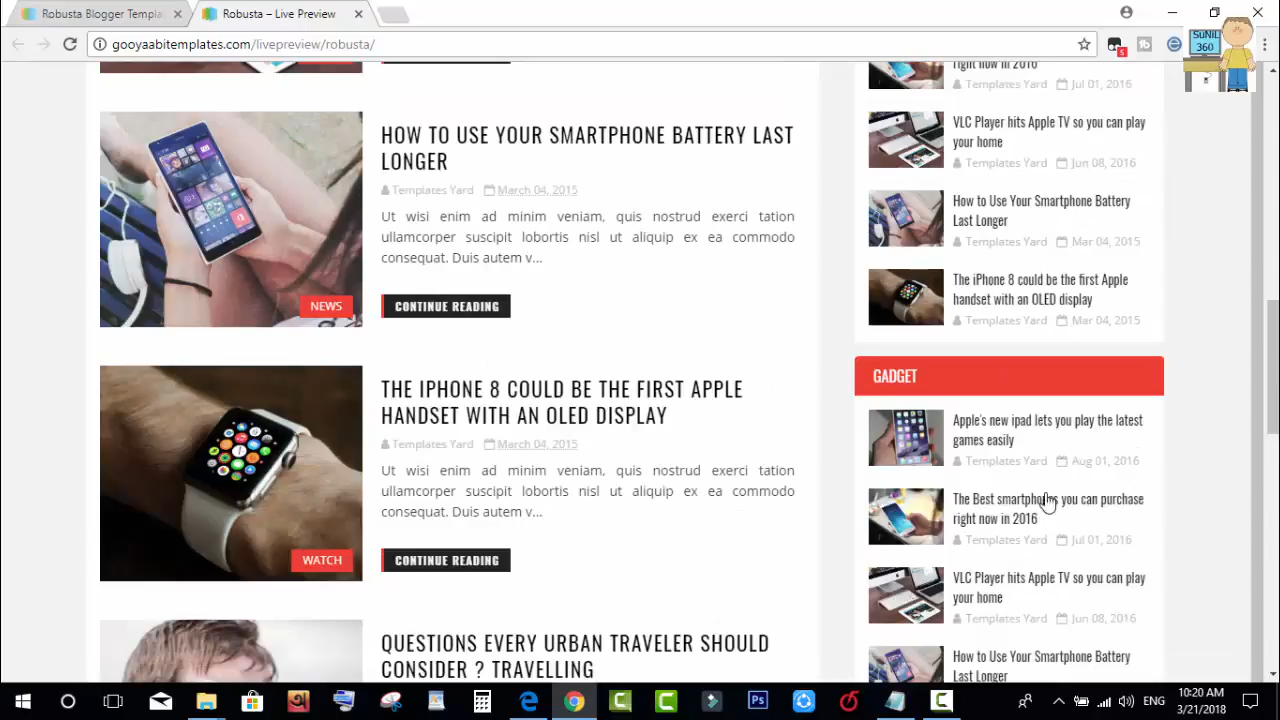 Robusta Blogger Templ
Robusta – Live Preview
gooyaabitemplates.com/livepreview/robusta/
5
SuNiL
360
HOW TO USE YOUR SMARTPHONE BATTERY LAST
LONGER
Templates Yard March 04, 2015
Ut wisi enim ad minim veniam, quis nostrud exerci tation
ullamcorper suscipit lobortis nisl ut aliquip ex ea commodo
consequat. Duis autem v...
NEWS
CONTINUE READING
THE IPHONE 8 COULD BE THE FIRST APPLE
HANDSET WITH AN OLED DISPLAY
Templates Yard March 04, 2015
Ut wisi enim ad minim veniam, quis nostrud exerci tation
ullamcorper suscipit lobortis nisl ut aliquip ex ea commodo
consequat. Duis autem v...
WATCH
CONTINUE READING
QUESTIONS EVERY URBAN TRAVELER SHOULD
CONSIDER ? TRAVELLING
right now in 2016
Templates Yard Jul 01, 2016
VLC Player hits Apple TV so you can play
your home
Templates Yard Jun 08, 2016
How to Use Your Smartphone Battery
Last Longer
Templates Yard Mar 04, 2015
The iPhone 8 could be the first Apple
handset with an OLED display
Templates Yard Mar 04, 2015
GADGET
Apple's new ipad lets you play the latest
games easily
Templates Yard Aug 01, 2016
The Best smartphones you can purchase
right now in 2016
Templates Yard Jul 01, 2016
VLC Player hits Apple TV so you can play
your home
Templates Yard Jun 08, 2016
How to Use Your Smartphone Battery
Last Longer
ENG
10:20 AM
3/21/2018